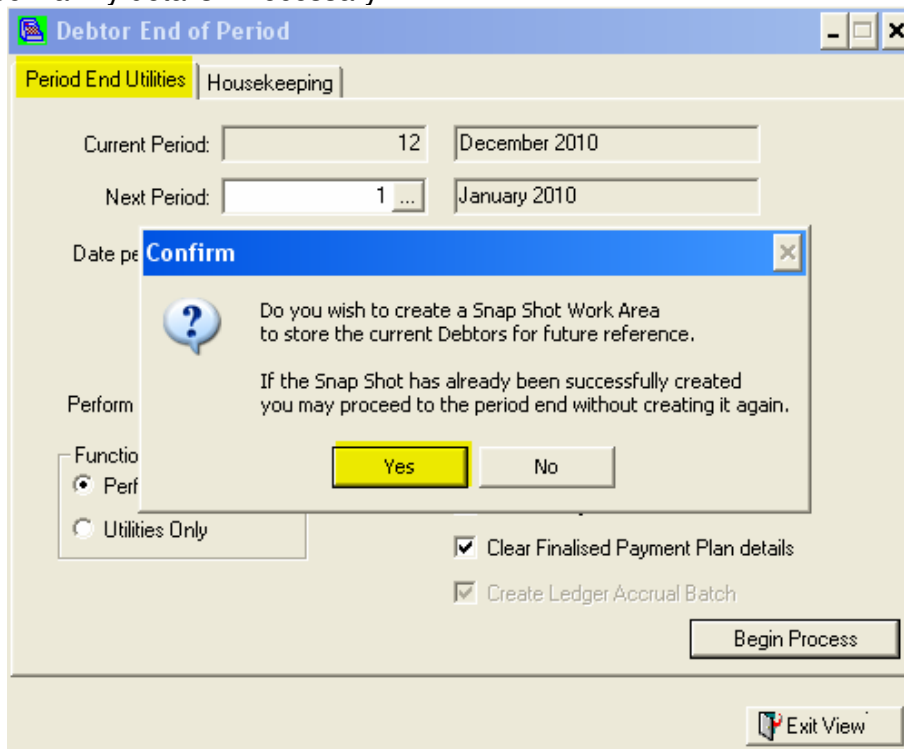 Debtor End of Period
Period End Utilities Housekeeping
Current Period: 12 December 2010
Next Period: 1 ... January 2010
Date pe
Confirm
Do you wish to create a Snap Shot Work Area
to store the current Debtors for future reference.
If the Snap Shot has already been successfully created
you may proceed to the period end without creating it again.
Yes No
Perform
Functio
Perf
Utilities Only
Clear Finalised Payment Plan details
Create Ledger Accrual Batch
Begin Process
Exit View